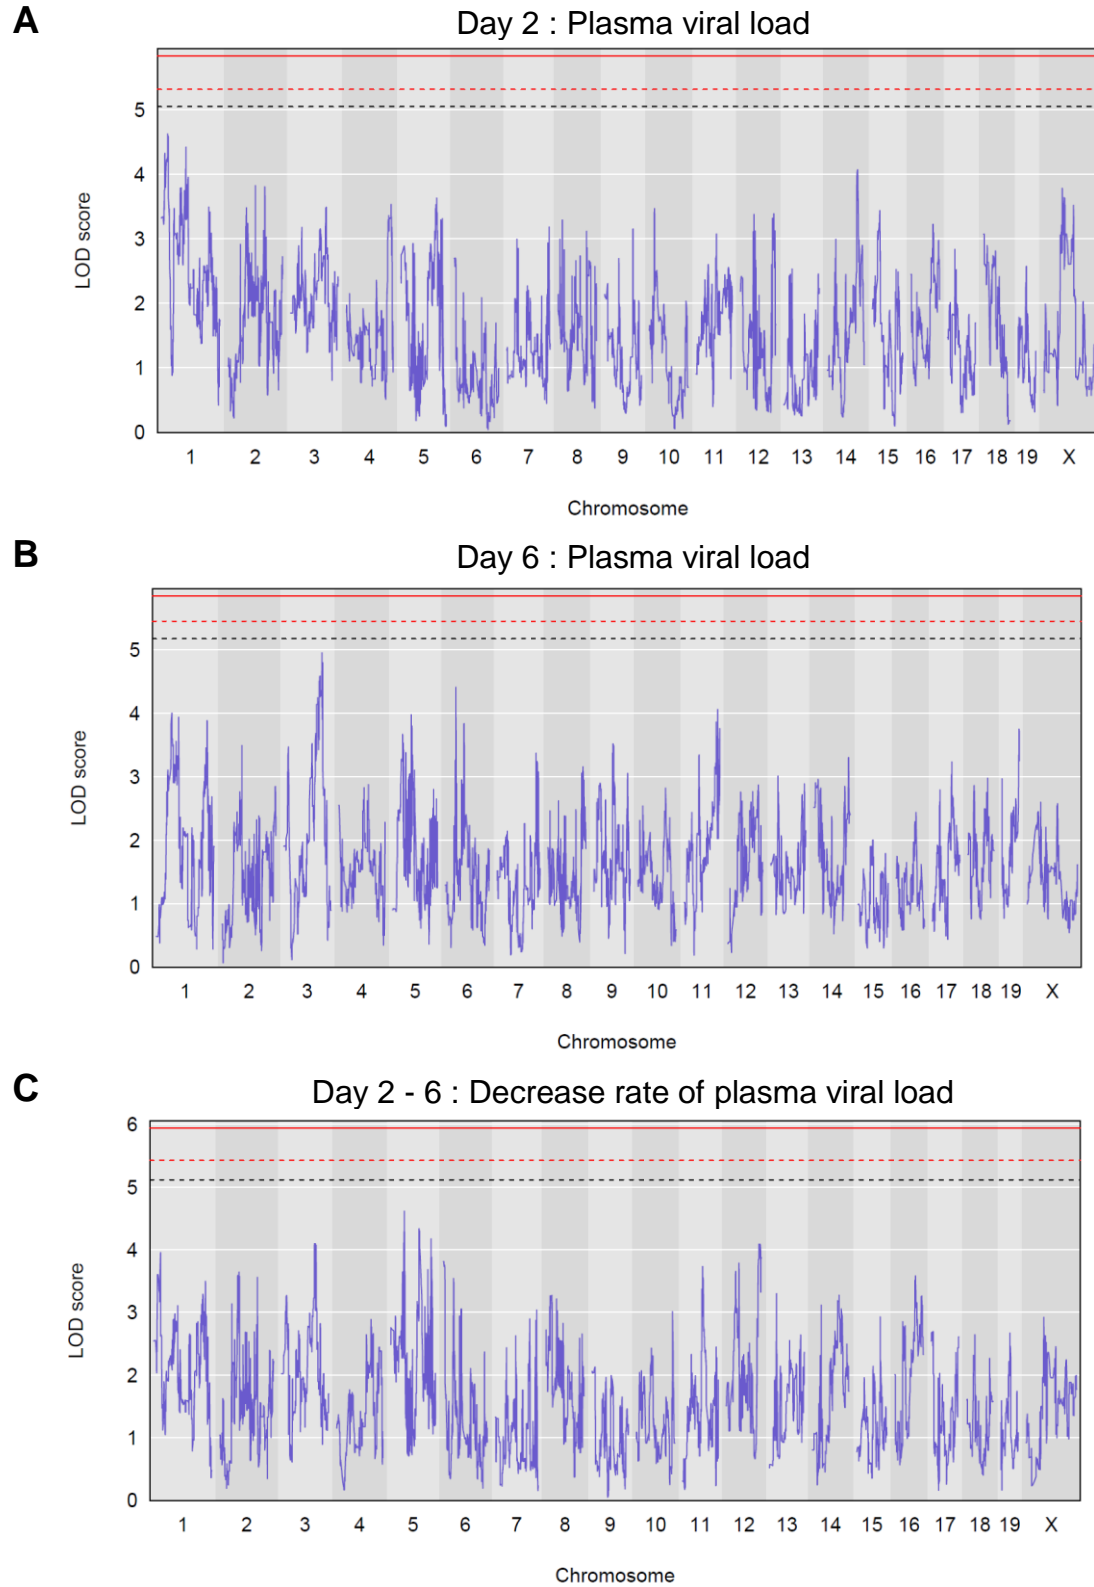 A
Day 2 : Plasma viral load
5
4
3
2
1
0
LOD score
1 2 3 4 5 6 7 8 9 10 11 12 13 14 15 16 17 18 19 X
Chromosome
B
Day 6 : Plasma viral load
5
4
3
2
1
0
LOD score
1 2 3 4 5 6 7 8 9 10 11 12 13 14 15 16 17 18 19 X
Chromosome
C
Day 2 - 6 : Decrease rate of plasma viral load
6
5
4
3
2
1
0
LOD score
1 2 3 4 5 6 7 8 9 10 11 12 13 14 15 16 17 18 19 X
Chromosome